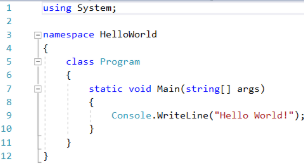 1 using System;
2
3 namespace HelloWorld
4 {
5     class Program
6     {
7         static void Main(string[] args)
8         {
9             Console.WriteLine("Hello World!");
10         }
11     }
12 }